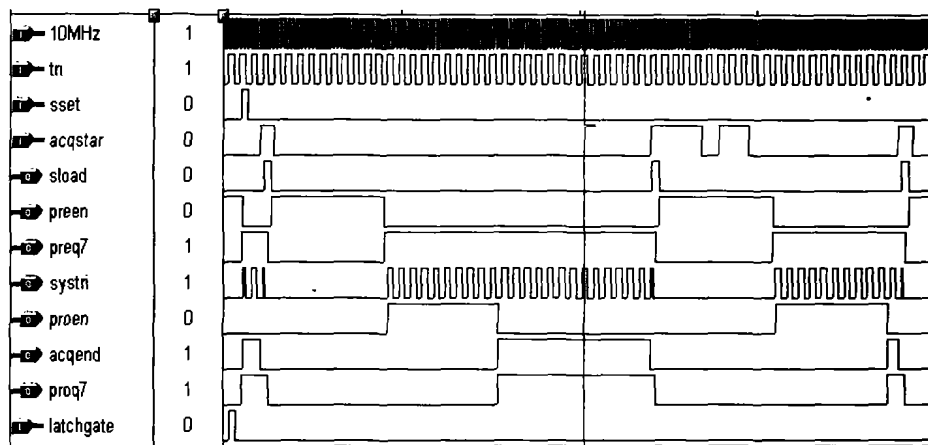 10MHz 1
tri 1
sset 0
acqstar 0
sload 0
preen 0
preq7 1
systri 1
proen 0
acqend 1
proq7 1
latchgate 0